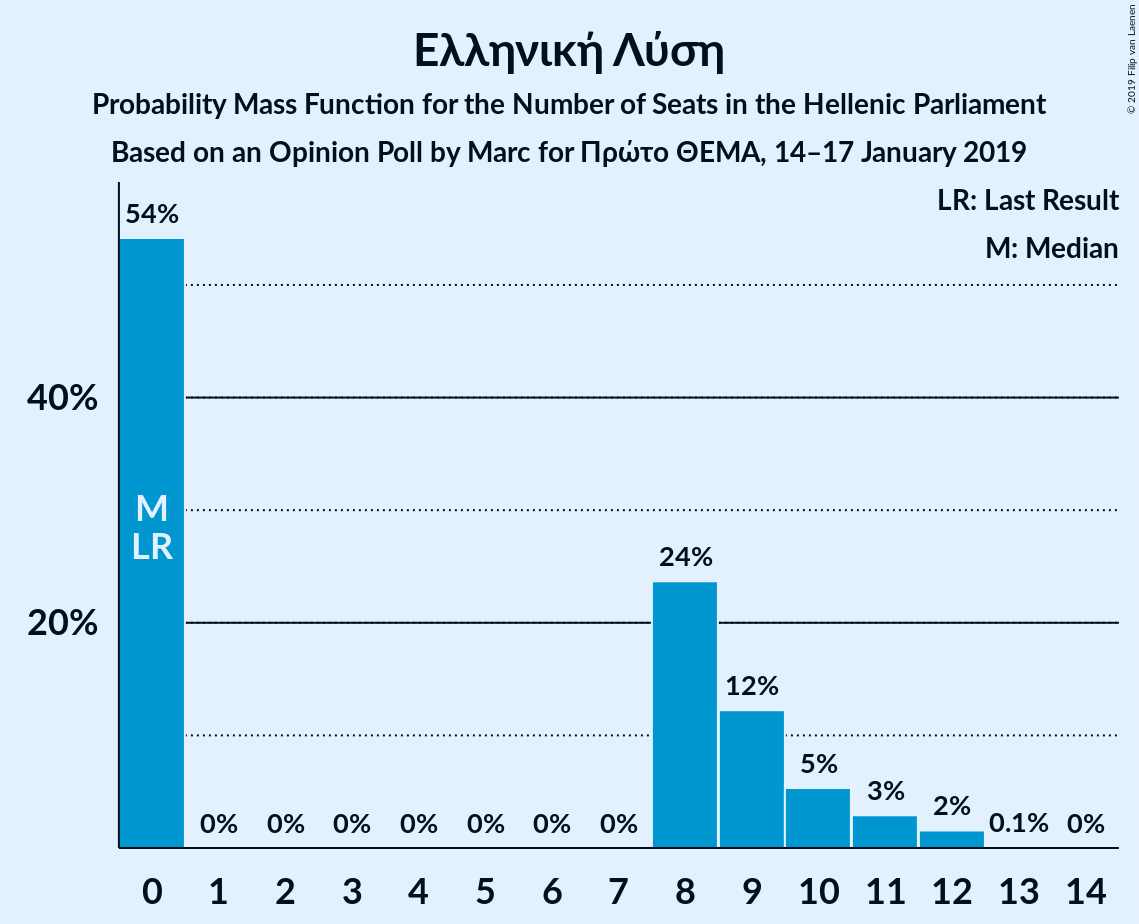 Ελληνική Λύση
Probability Mass Function for the Number of Seats in the Hellenic Parliament
Based on an Opinion Poll by Marc for Πρώτο ΘΕΜΑ, 14–17 January 2019
© 2019 Filip van Laenen
LR: Last Result
M: Median
54%
40%
M
LR
24%
20%
12%
5%
3%
2%
0% 0% 0% 0% 0% 0% 0% 0.1% 0%
0 1 2 3 4 5 6 7 8 9 10 11 12 13 14